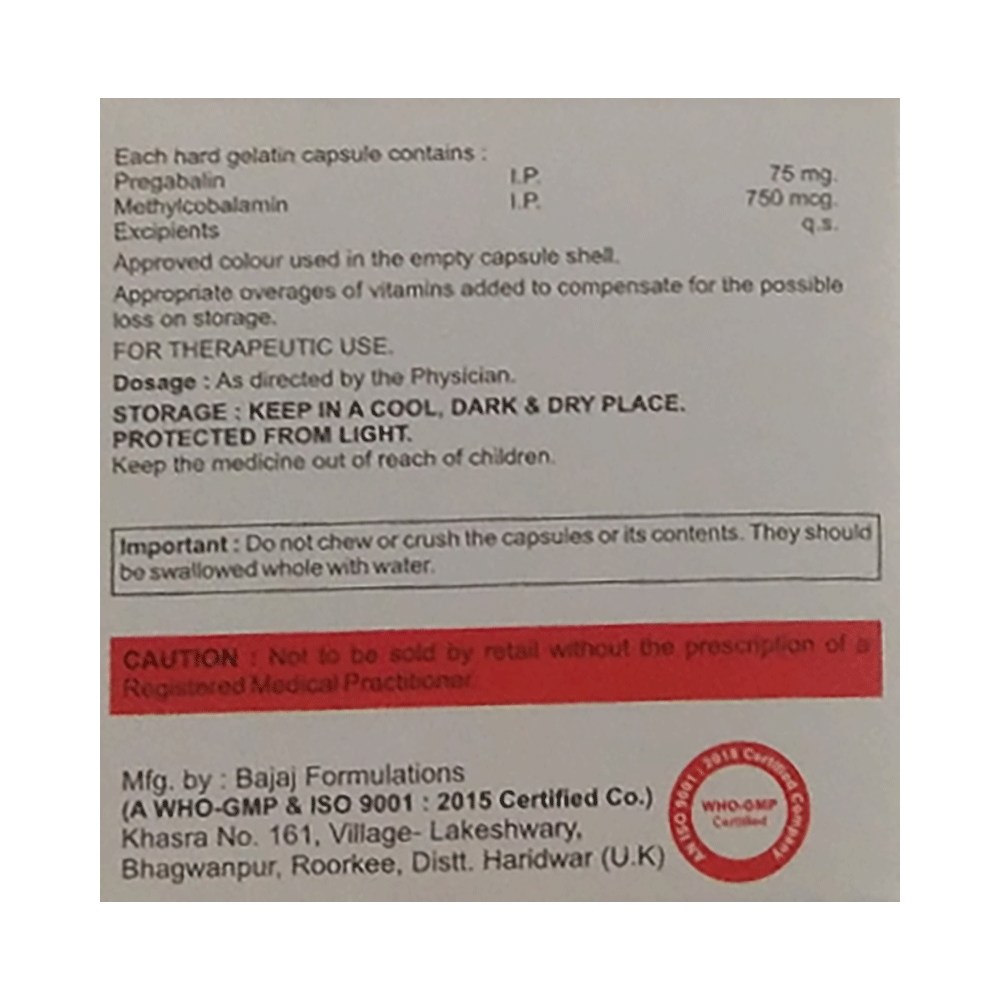 Each hard gelatin capsule contains :
Pregabalin I.P. 75 mg.
Methylcobalamin I.P. 750 mcg.
Excipients q.s.
Approved colour used in the empty capsule shell.
Appropriate overages of vitamins added to compensate for the possible
loss on storage.
FOR THERAPEUTIC USE.
Dosage : As directed by the Physician.
STORAGE : KEEP IN A COOL, DARK & DRY PLACE.
PROTECTED FROM LIGHT.
Keep the medicine out of reach of children.
Important : Do not chew or crush the capsules or its contents. They should
be swallowed whole with water.
CAUTION : Not to be sold by retail without the prescription of a
Registered Medical Practitioner.
Mfg. by : Bajaj Formulations
(A WHO-GMP & ISO 9001 : 2015 Certified Co.)
Khasra No. 161, Village- Lakeshwary,
Bhagwanpur, Roorkee, Distt. Haridwar (U.K)
AN ISO 9001 : 2015 Certified Company
WHO-GMP
Certified